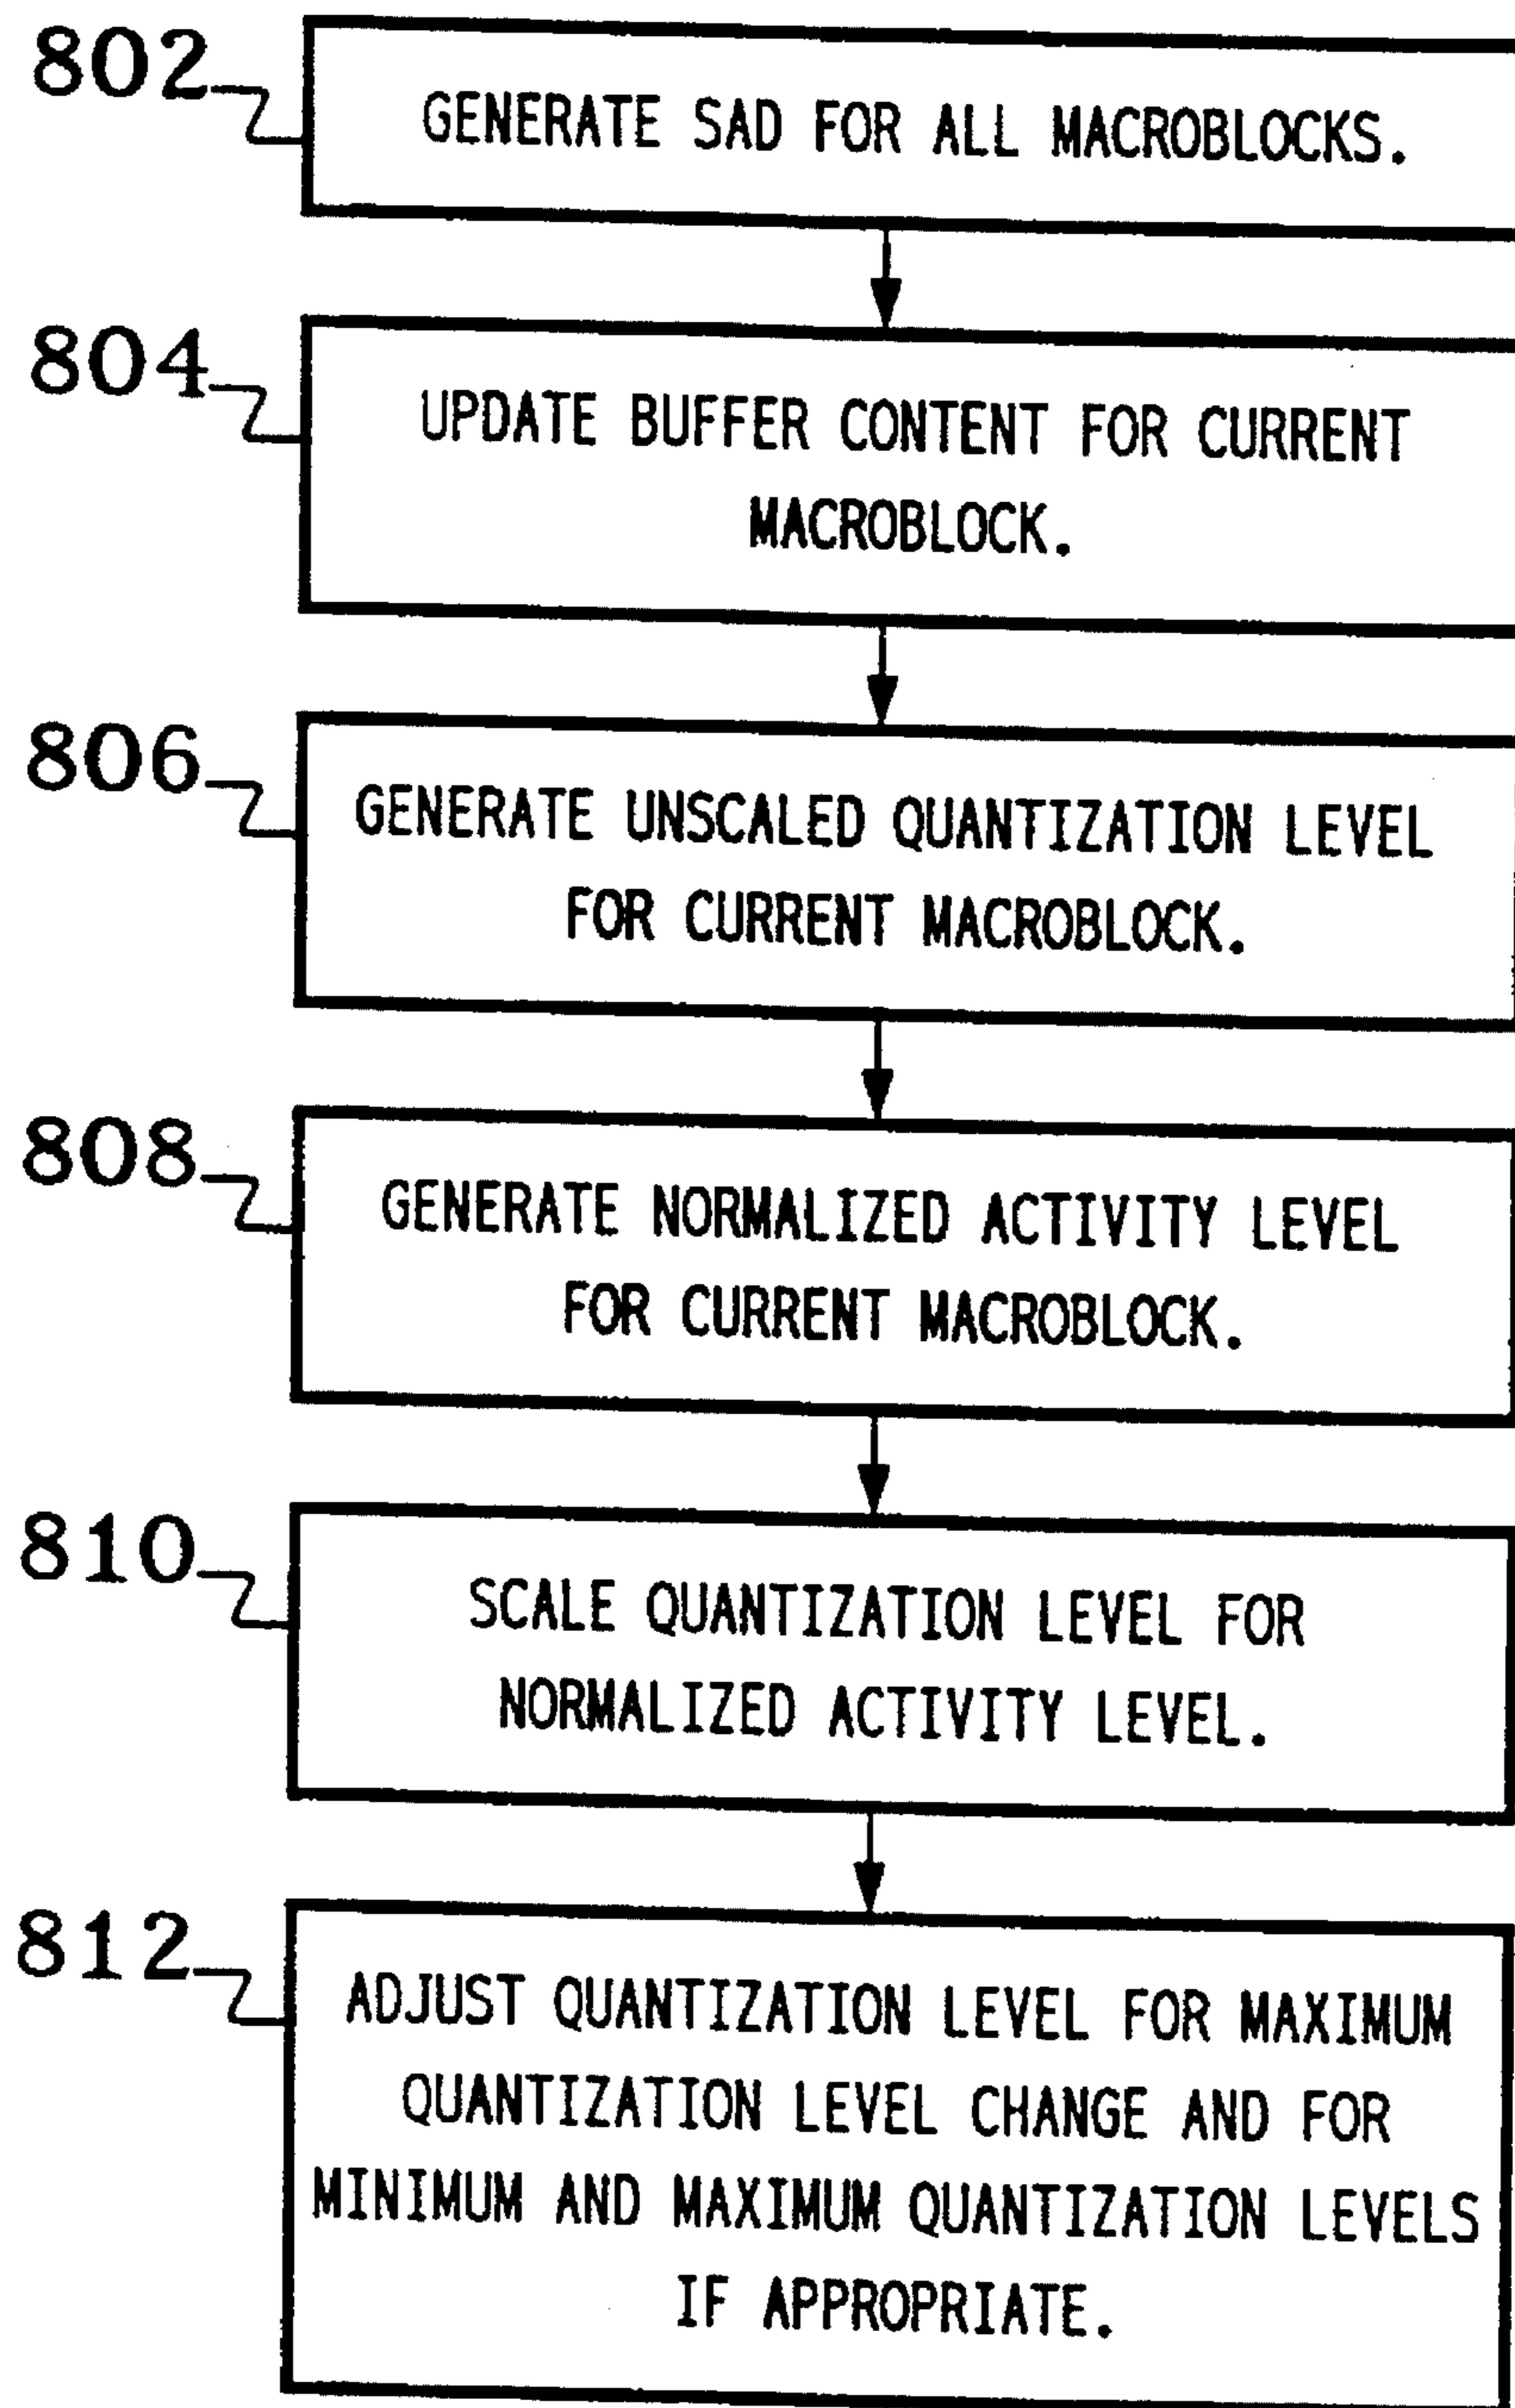 802
GENERATE SAD FOR ALL MACROBLOCKS.
804
UPDATE BUFFER CONTENT FOR CURRENT
MACROBLOCK.
806
GENERATE UNSCALED QUANTIZATION LEVEL
FOR CURRENT MACROBLOCK.
808
GENERATE NORMALIZED ACTIVITY LEVEL
FOR CURRENT MACROBLOCK.
810
SCALE QUANTIZATION LEVEL FOR
NORMALIZED ACTIVITY LEVEL.
812
ADJUST QUANTIZATION LEVEL FOR MAXIMUM
QUANTIZATION LEVEL CHANGE AND FOR
MINIMUM AND MAXIMUM QUANTIZATION LEVELS
IF APPROPRIATE.